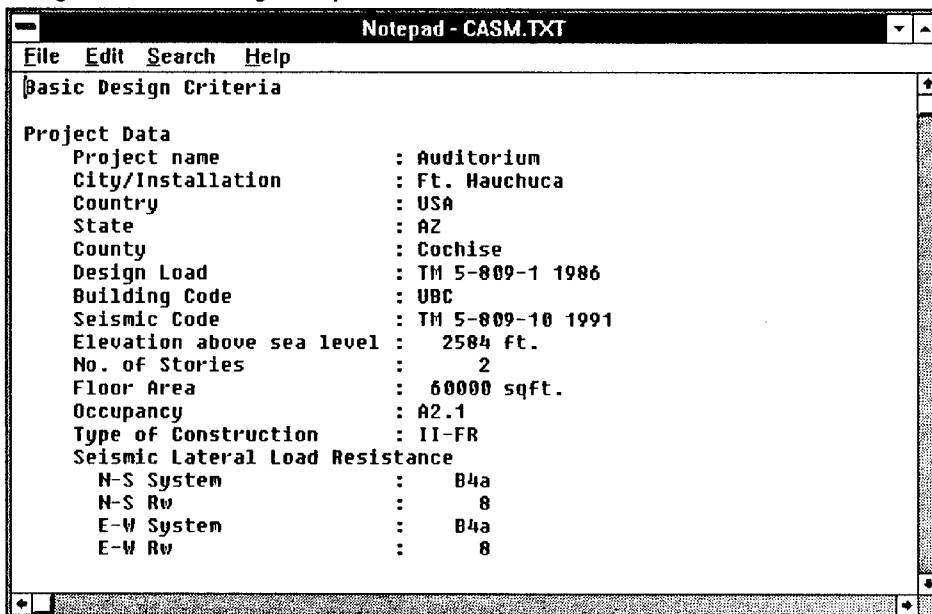 Notepad - CASM.TXT
File Edit Search Help
Basic Design Criteria
Project Data
Project name : Auditorium
City/Installation : Ft. Hauchuca
Country : USA
State : AZ
County : Cochise
Design Load : TM 5-809-1 1986
Building Code : UBC
Seismic Code : TM 5-809-10 1991
Elevation above sea level : 2584 ft.
No. of Stories : 2
Floor Area : 60000 sqft.
Occupancy : A2.1
Type of Construction : II-FR
Seismic Lateral Load Resistance
N-S System : B4a
N-S Rw : 8
E-W System : B4a
E-W Rw : 8